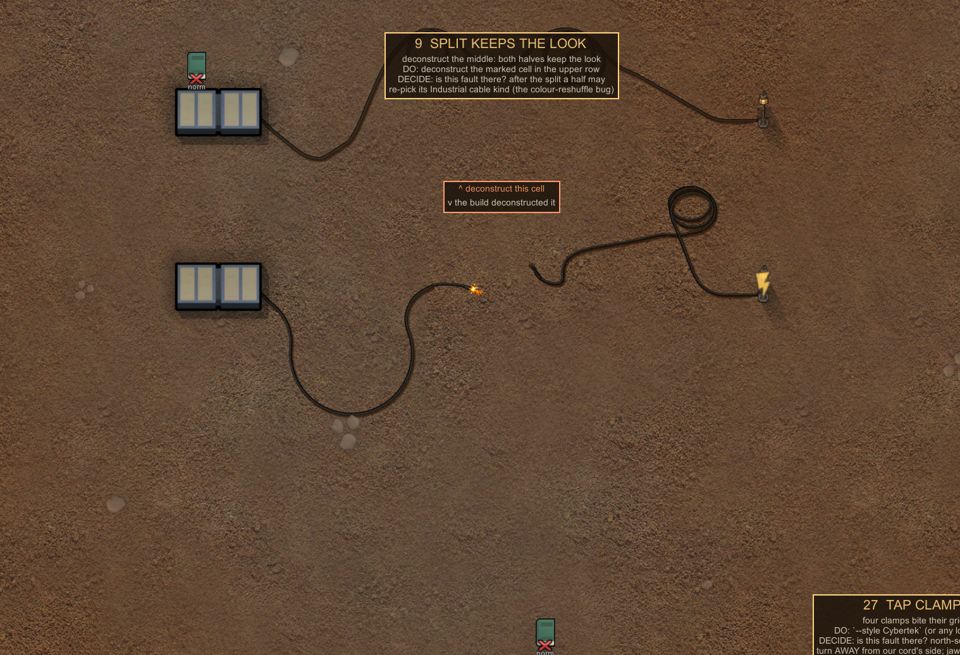 9 SPLIT KEEPS THE LOOK
deconstruct the middle: both halves keep the look
DO: deconstruct the marked cell in the upper row
DECIDE: is this fault there? after the split a half may
re-pick its Industrial cable kind (the colour-reshuffle bug)
norm
^ deconstruct this cell
v the build deconstructed it
27 TAP CLAMP
four clamps bite their gri
DO: `--style Cybertek` (or any lo
DECIDE: is this fault there? north-so
turn AWAY from our cord's side; jaw
norm